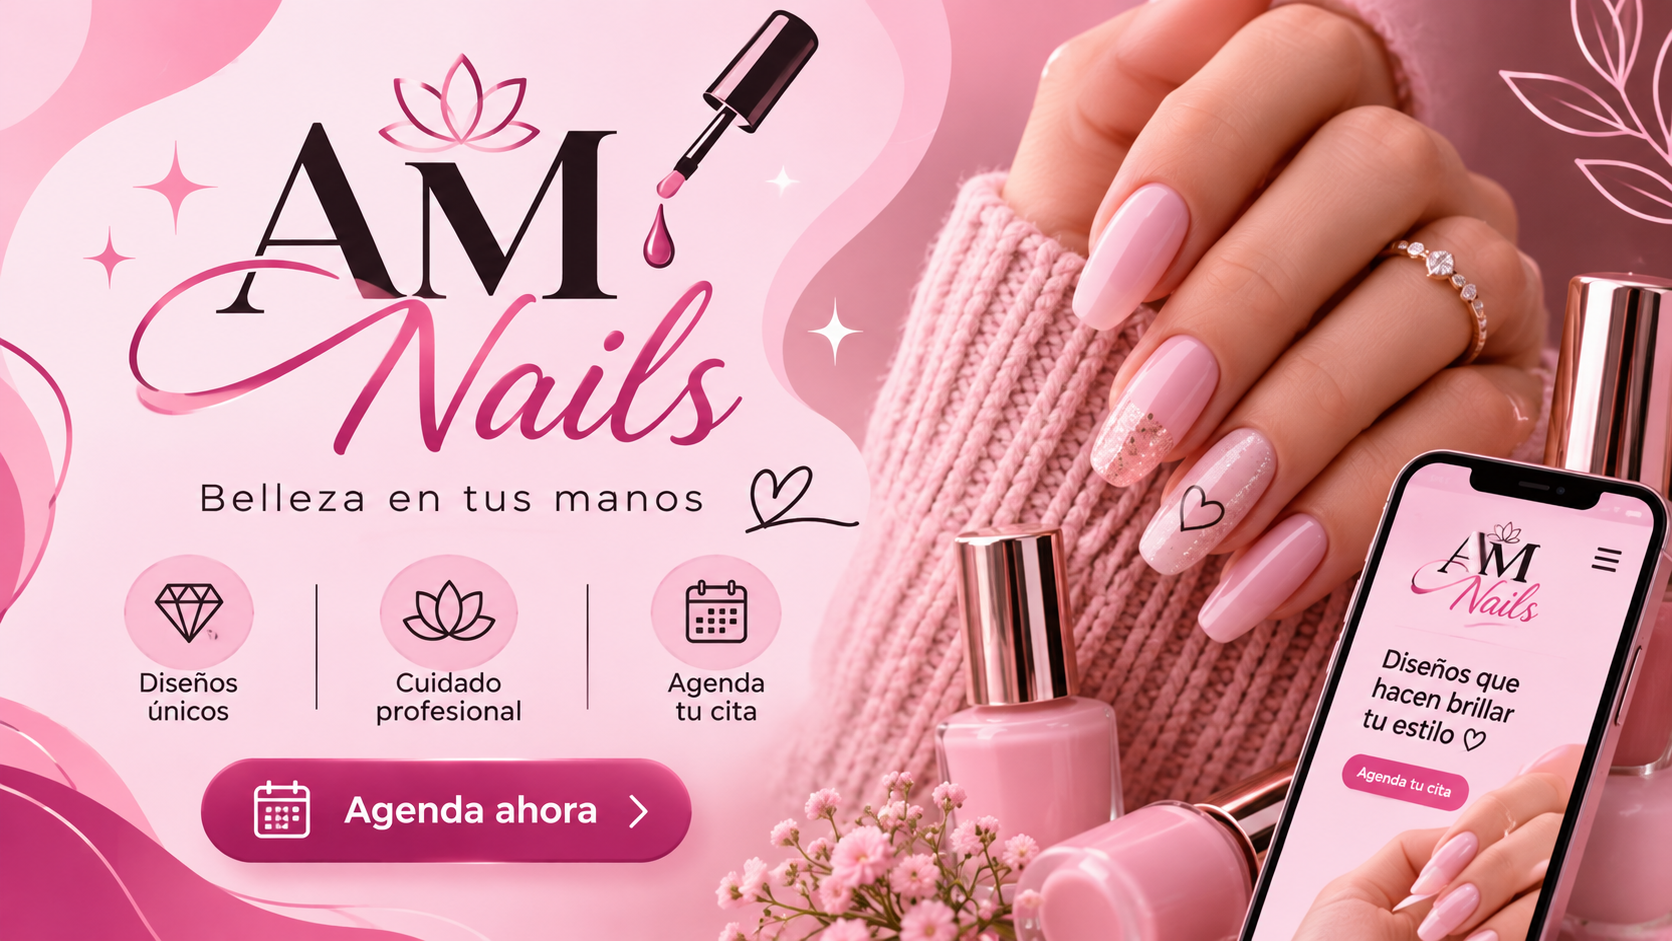 AM
Nails
Belleza en tus manos
Diseños
únicos
Cuidado
profesional
Agenda
tu cita
Agenda ahora
AM
Nails
Diseños que
hacen brillar
tu estilo
Agenda tu cita